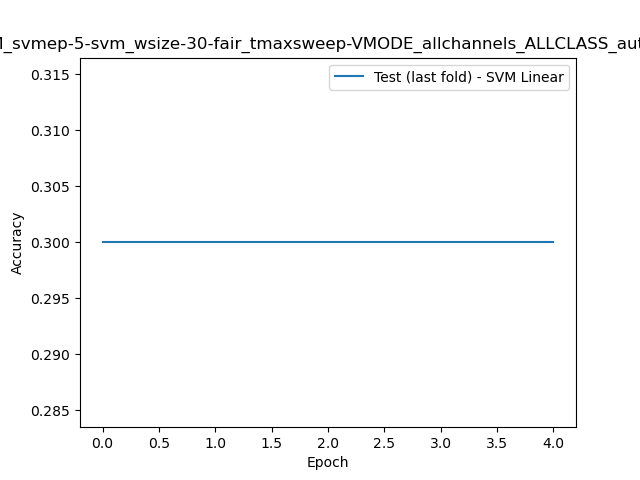 _svmep-5-svm_wsize-30-fair_tmaxsweep-VMODE_allchannels_ALLCLASS_aut
Test (last fold) - SVM Linear
0.315
0.310
0.305
0.300
0.295
0.290
0.285
Accuracy
0.0 0.5 1.0 1.5 2.0 2.5 3.0 3.5 4.0
Epoch